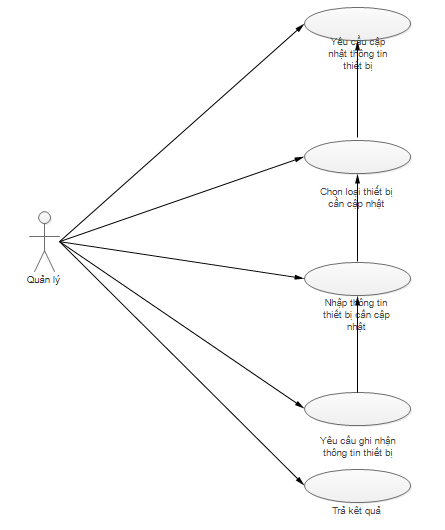 Yêu cầu cập
nhật thông tin
thiết bị
Chọn loại thiết bị
cần cập nhật
Quản lý
Nhập thông tin
thiết bị cần cập
nhật
Yêu cầu ghi nhận
thông tin thiết bị
Trả kết quả